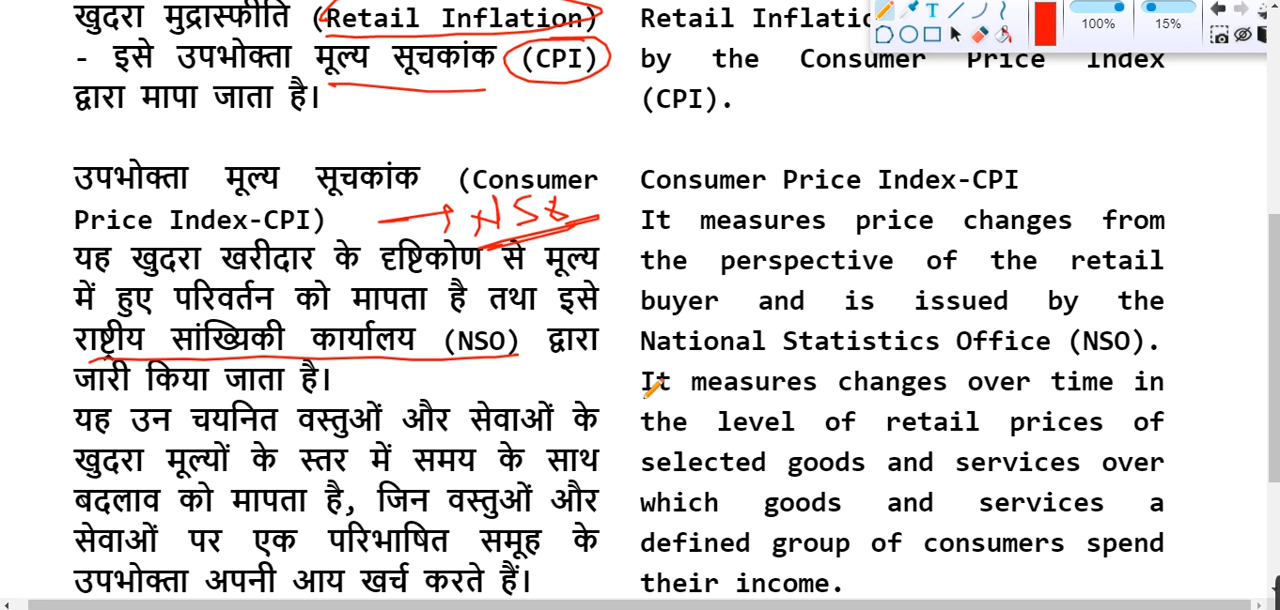 खुदरा मुद्रास्फीति (Retail Inflation)
- इसे उपभोक्ता मूल्य सूचकांक (CPI)
द्वारा मापा जाता है।
उपभोक्ता मूल्य सूचकांक (Consumer
Price Index-CPI)
यह खुदरा खरीदार के दृष्टिकोण से मूल्य
में हुए परिवर्तन को मापता है तथा इसे
राष्ट्रीय सांख्यिकी कार्यालय (NSO) द्वारा
जारी किया जाता है।
यह उन चयनित वस्तुओं और सेवाओं के
खुदरा मूल्यों के स्तर में समय के साथ
बदलाव को मापता है, जिन वस्तुओं और
सेवाओं पर एक परिभाषित समूह के
उपभोक्ता अपनी आय खर्च करते हैं।
Retail
by the Consumer Price Index
(CPI).
Consumer Price Index-CPI
It measures price changes from
the perspective of the retail
buyer and is issued by the
National Statistics Office (NSO).
It measures changes over time in
the level of retail prices of
selected goods and services over
which goods and services a
defined group of consumers spend
their income.
100%
15%